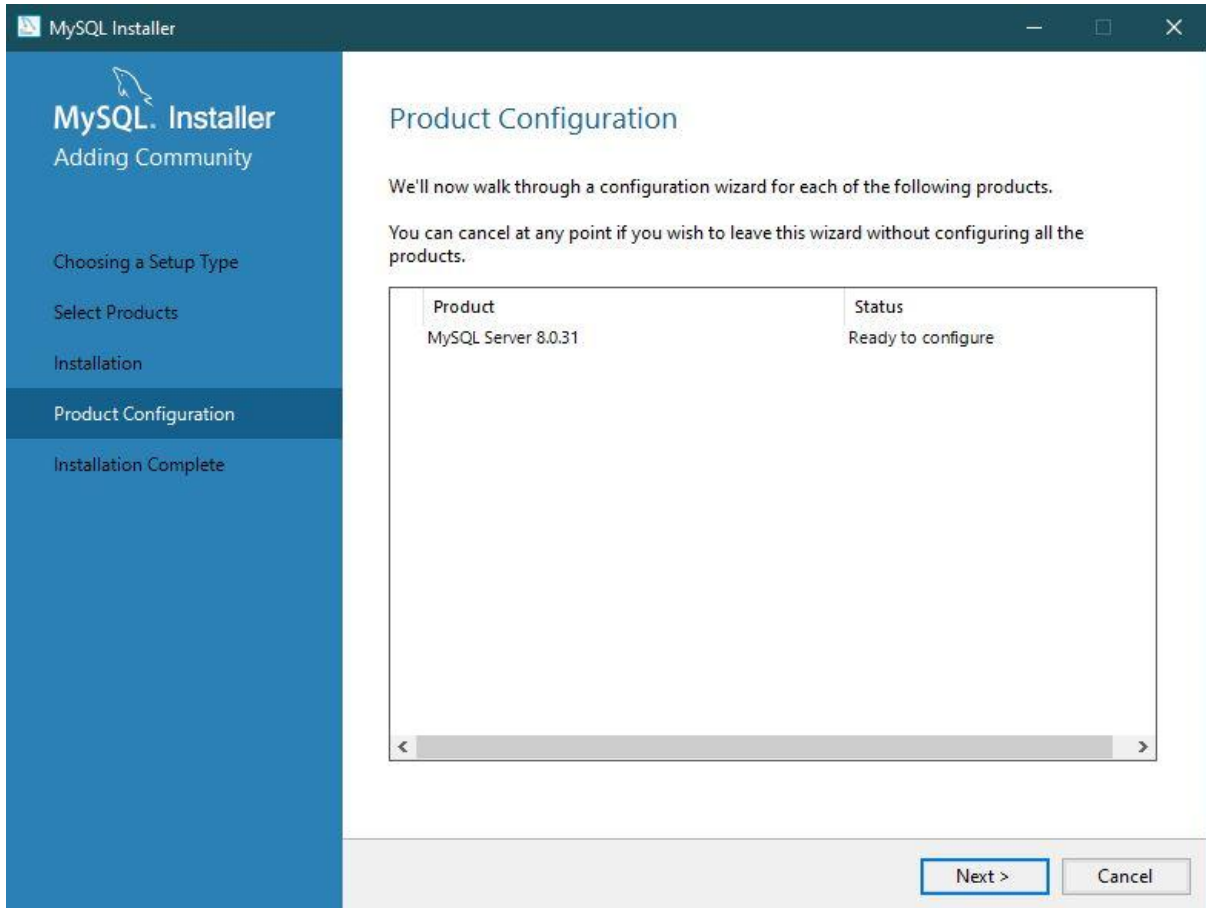 MySQL Installer
MySQL. Installer
Adding Community
Choosing a Setup Type
Select Products
Installation
Product Configuration
Installation Complete
Product Configuration
We'll now walk through a configuration wizard for each of the following products.
You can cancel at any point if you wish to leave this wizard without configuring all the
products.
Product Status
MySQL Server 8.0.31 Ready to configure
Next > Cancel